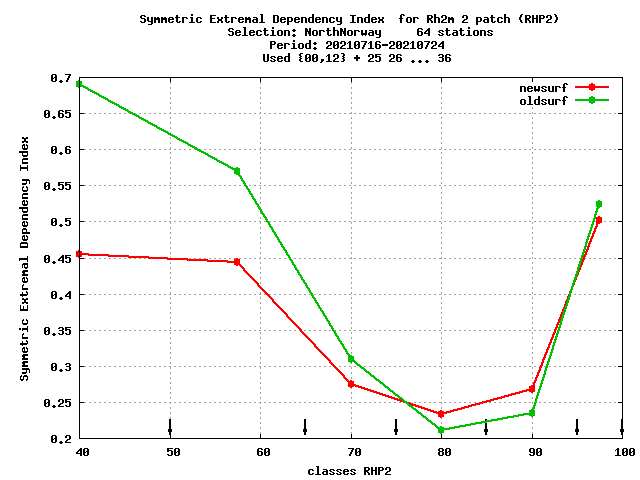 Symmetric Extremal Dependency Index  for Rh2m 2 patch (RHP2)
Selection: NorthNorway     64 stations
Period: 20210716-20210724
Used {00,12} + 25 26 ... 36
newsurf
oldsurf
Symmetric Extremal Dependency Index
0.7
0.65
0.6
0.55
0.5
0.45
0.4
0.35
0.3
0.25
0.2
40 50 60 70 80 90 100
classes RHP2